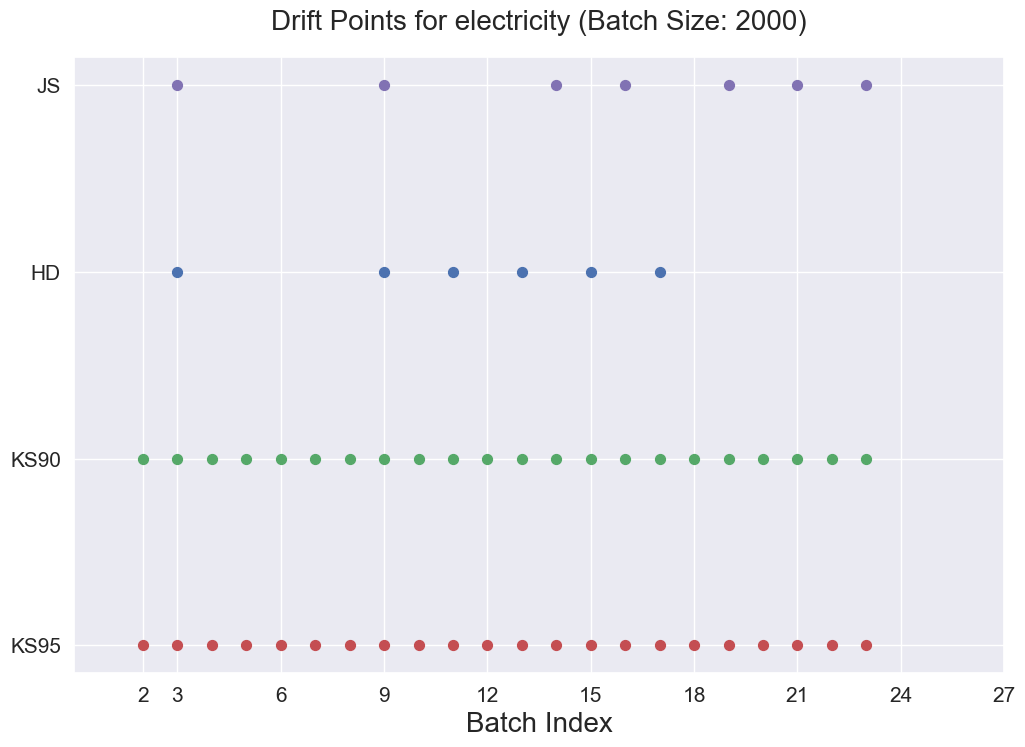 Drift Points for electricity (Batch Size: 2000)
JS
HD
KS90
KS95
2 3 6 9 12 15 18 21 24 27
Batch Index